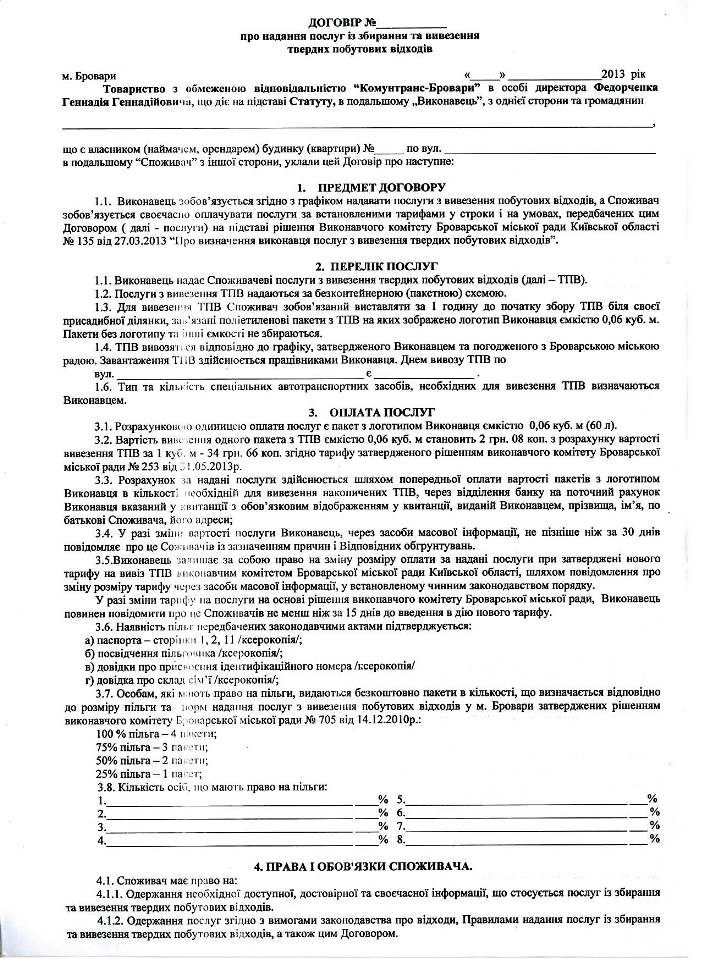 ДОГОВІР №___________
про надання послуг із збирання та вивезення
твердих побутових відходів
м. Бровари «_____» ________________2013 рік
Товариство з обмеженою відповідальністю “Комунтранс-Бровари” в особі директора Федорченка
Геннадія Геннадійовича, що діє на підставі Статуту, в подальшому „Виконавець”, з однієї сторони та громадянин
____________________________________________________________________________________________,
що є власником (наймачем, орендарем) будинку (квартири) №_____ по вул. __________________________________
в подальшому “Споживач” з іншої сторони, уклали цей Договір про наступне:
1. ПРЕДМЕТ ДОГОВОРУ
1.1. Виконавець зобов’язується згідно з графіком надавати послуги з вивезення побутових відходів, а Споживач
зобов’язується своєчасно оплачувати послуги за встановленими тарифами у строки і на умовах, передбачених цим
Договором ( далі - послуги) на підставі рішення Виконавчого комітету Броварської міської ради Київської області
№ 135 від 27.03.2013 “Про визначення виконавця послуг з вивезення твердих побутових відходів”.
2. ПЕРЕЛІК ПОСЛУГ
1.1. Виконавець надає Споживачеві послуги з вивезення твердих побутових відходів (далі – ТПВ).
1.2. Послуги з вивезення ТПВ надаються за безконтейнерною (пакетною) схемою.
1.3. Для вивезення ТПВ Споживач зобов’язаний виставляти за 1 годину до початку збору ТПВ біля своєї
присадибної ділянки, зав’язані поліетиленові пакети з ТПВ на яких зображено логотип Виконавця ємкістю 0,06 куб. м.
Пакети без логотипу та інші ємкості не збираються.
1.4. ТПВ вивозяться відповідно до графіку, затвердженого Виконавцем та погодженого з Броварською міською
радою. Завантаження ТПВ здійснюється працівниками Виконавця. Днем вивозу ТПВ по
вул. __________________________________________ є _________________ .
1.6. Тип та кількість спеціальних автотранспортних засобів, необхідних для вивезення ТПВ визначаються
Виконавцем.
3. ОПЛАТА ПОСЛУГ
3.1. Розрахунковою одиницею оплати послуг є пакет з логотипом Виконавця ємкістю 0,06 куб. м (60 л).
3.2. Вартість вивезення одного пакета з ТПВ ємкістю 0,06 куб. м становить 2 грн. 08 коп. з розрахунку вартості
вивезення ТПВ за 1 куб. м - 34 грн. 66 коп. згідно тарифу затвердженого рішенням виконавчого комітету Броварської
міської ради № 253 від 31.05.2013р.
3.3. Розрахунок за надані послуги здійснюється шляхом попередньої оплати вартості пакетів з логотипом
Виконавця в кількості необхідній для вивезення накопичених ТПВ, через відділення банку на поточний рахунок
Виконавця вказаний у квитанції з обов’язковим відображенням у квитанції, виданій Виконавцем, прізвища, ім’я, по
батькові Споживача, його адреси;
3.4. У разі зміни вартості послуги Виконавець, через засоби масової інформації, не пізніше ніж за 30 днів
повідомляє про це Соживачів із зазначенням причин і Відповідних обгрунтувань.
3.5.Виконавець залишає за собою право на зміну розміру оплати за надані послуги при затверджені нового
тарифу на вивіз ТПВ виконавчим комітетом Броварської міської ради Київської області, шляхом повідомлення про
зміну розміру тарифу через засоби масової інформації, у встановленому чинним законодавством порядку.
У разі зміни тарифу на послуги на основі рішення виконавчого комітету Броварської міської ради, Виконавець
повинен повідомити про це Споживачів не менш ніж за 15 днів до введення в дію нового тарифу.
3.6. Наявність пільг передбачених законодавчими актами підтверджується:
а) паспорта – сторінки 1, 2, 11 /ксерокопія/;
б) посвідчення пільговика /ксерокопія/;
в) довідки про присвоєння ідентифікаційного номера /ксерокопія/
г) довідка про склад сім’ї /ксерокопія/;
3.7. Особам, які мають право на пільги, видаються безкоштовно пакети в кількості, що визначається відповідно
до розміру пільги та норм надання послуг з вивезення побутових відходів у м. Бровари затверджених рішенням
виконавчого комітету Броварської міської ради № 705 від 14.12.2010р.:
100 % пільга – 4 пакети;
75% пільга – 3 пакети;
50% пільга – 2 пакети;
25% пільга – 1 пакет;
3.8. Кількість осіб, що мають право на пільги:
1.____________________________________________% 5.____________________________________________%
2.____________________________________________% 6.____________________________________________%
3.____________________________________________% 7.____________________________________________%
4.____________________________________________% 8.____________________________________________%
4. ПРАВА І ОБОВ'ЯЗКИ СПОЖИВАЧА.
4.1. Споживач має право на:
4.1.1. Одержання необхідної доступної, достовірної та своєчасної інформації, що стосується послуг із збирання
та вивезення твердих побутових відходів.
4.1.2. Одержання послуг згідно з вимогами законодавства про відходи, Правилами надання послуг із збирання
та вивезення твердих побутових відходів, а також цим Договором.